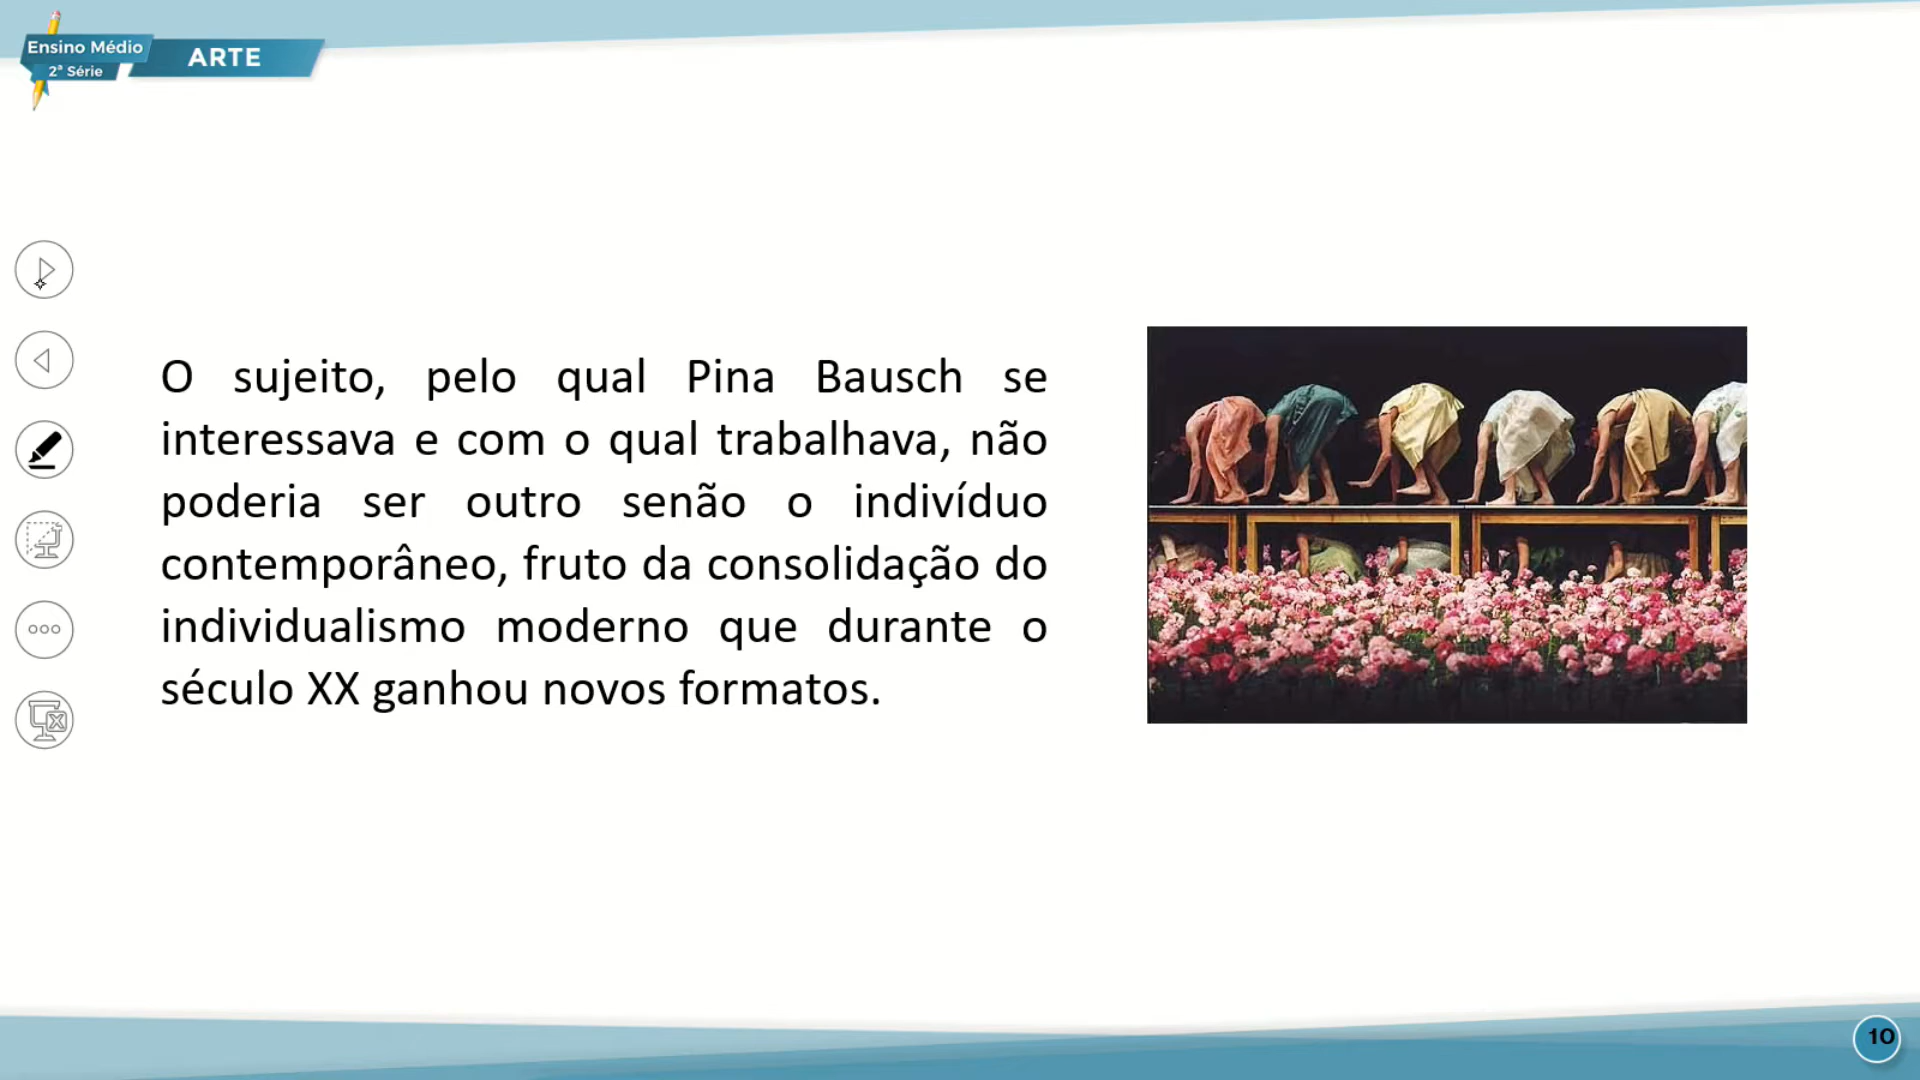 Ensino Médio
2ª Série
ARTE
O sujeito, pelo qual Pina Bausch se
interessava e com o qual trabalhava, não
poderia ser outro senão o indivíduo
contemporâneo, fruto da consolidação do
individualismo moderno que durante o
século XX ganhou novos formatos.
10